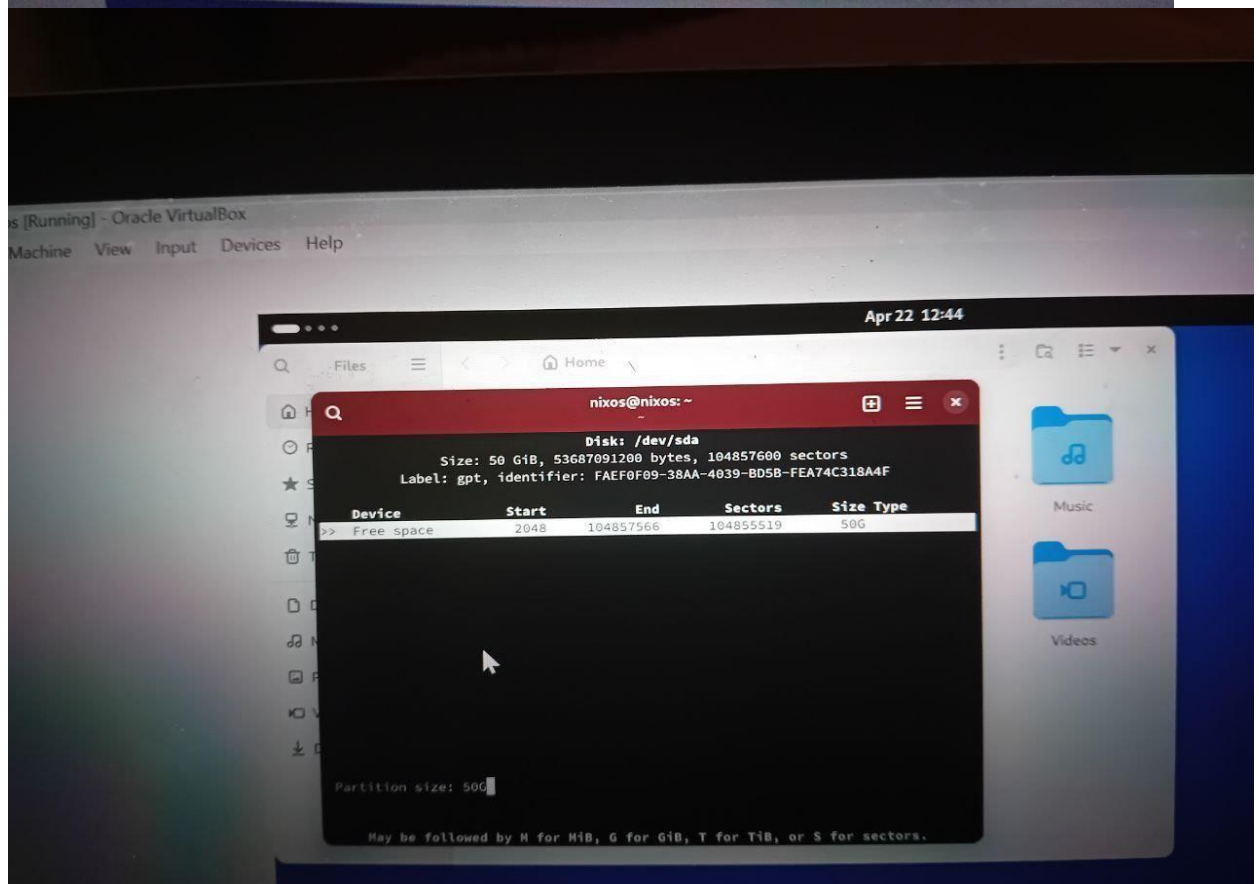 os [Running] - Oracle VirtualBox
Machine View Input Devices Help
Apr 22 12:44
Files
Home
nixos@nixos: ~
~
Disk: /dev/sda
Size: 50 GiB, 53687091200 bytes, 104857600 sectors
Label: gpt, identifier: FAEF0F09-38AA-4039-BD5B-FEA74C318A4F
Device Start End Sectors Size Type
>> Free space 2048 104857566 104855519 50G
Music
Videos
Partition size: 50G
May be followed by M for MiB, G for GiB, T for TiB, or S for sectors.